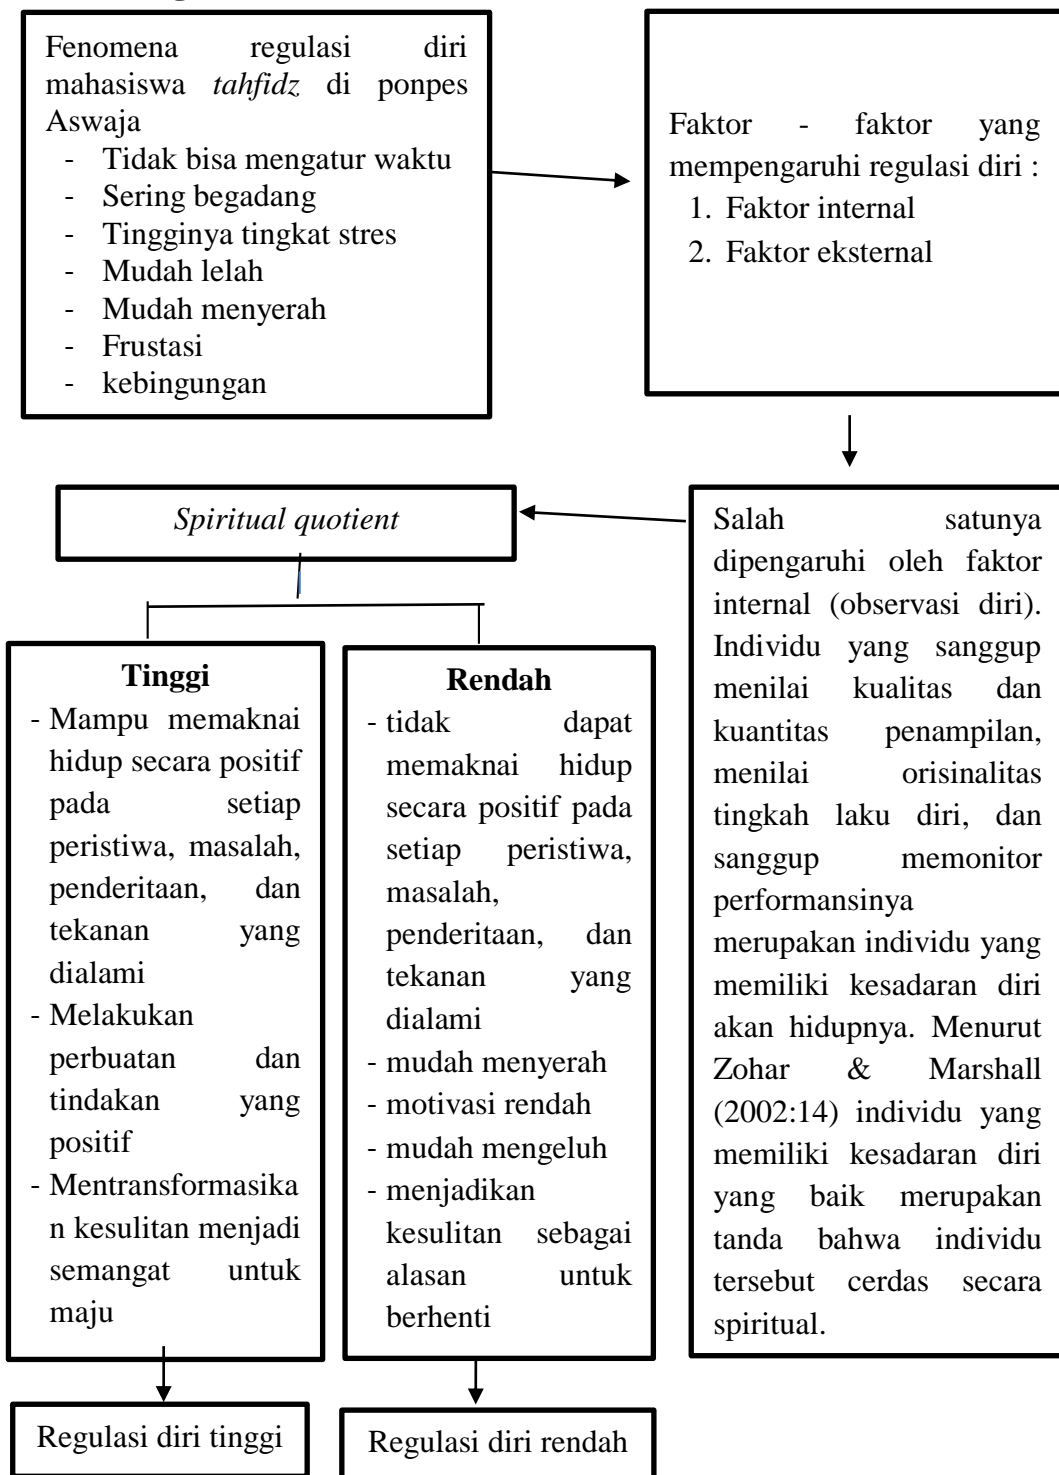 Fenomena regulasi diri
mahasiswa tahfidz di ponpes
Aswaja
- Tidak bisa mengatur waktu
- Sering begadang
- Tingginya tingkat stres
- Mudah lelah
- Mudah menyerah
- Frustasi
- kebingungan
Faktor - faktor yang
mempengaruhi regulasi diri :
1. Faktor internal
2. Faktor eksternal
Salah satunya
dipengaruhi oleh faktor
internal (observasi diri).
Individu yang sanggup
menilai kualitas dan
kuantitas penampilan,
menilai orisinalitas
tingkah laku diri, dan
sanggup memonitor
performansinya
merupakan individu yang
memiliki kesadaran diri
akan hidupnya. Menurut
Zohar & Marshall
(2002:14) individu yang
memiliki kesadaran diri
yang baik merupakan
tanda bahwa individu
tersebut cerdas secara
spiritual.
Spiritual quotient
Tinggi
- Mampu memaknai
hidup secara positif
pada setiap
peristiwa, masalah,
penderitaan, dan
tekanan yang
dialami
- Melakukan
perbuatan dan
tindakan yang
positif
- Mentransformasika
n kesulitan menjadi
semangat untuk
maju
Rendah
- tidak dapat
memaknai hidup
secara positif pada
setiap peristiwa,
masalah,
penderitaan, dan
tekanan yang
dialami
- mudah menyerah
- motivasi rendah
- mudah mengeluh
- menjadikan
kesulitan sebagai
alasan untuk
berhenti
Regulasi diri tinggi
Regulasi diri rendah